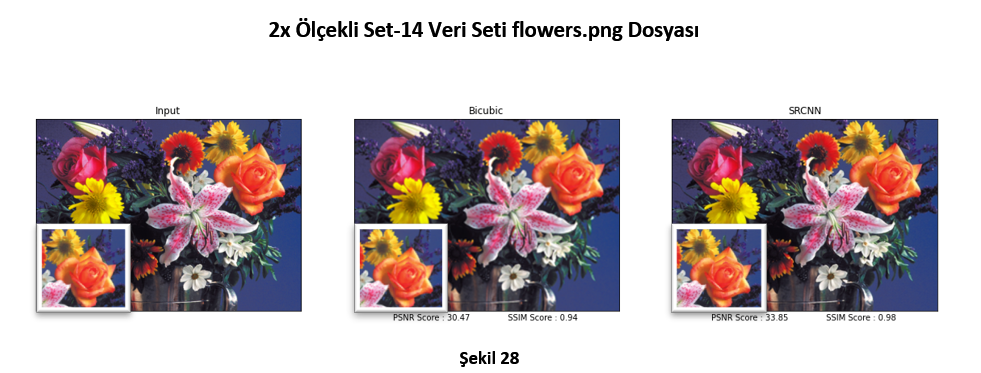 2x Ölçekli Set-14 Veri Seti flowers.png Dosyası
Input
Bicubic
SRCNN
PSNR Score : 30.47
SSIM Score : 0.94
PSNR Score : 33.85
SSIM Score : 0.98
Şekil 28